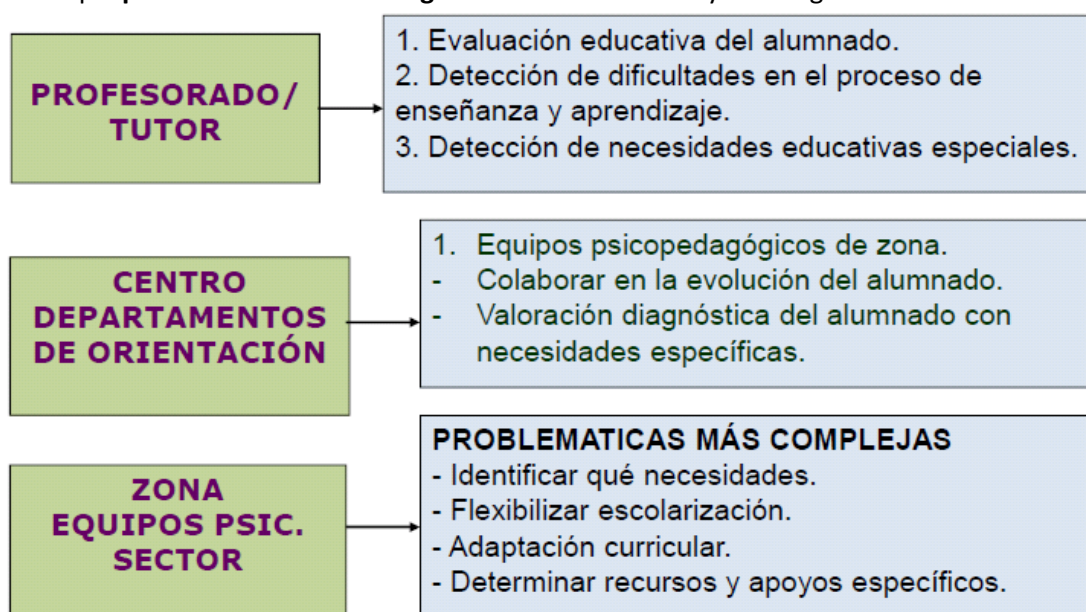 PROFESORADO/
TUTOR
1. Evaluación educativa del alumnado.
2. Detección de dificultades en el proceso de
enseñanza y aprendizaje.
3. Detección de necesidades educativas especiales.
CENTRO
DEPARTAMENTOS
DE ORIENTACIÓN
1. Equipos psicopedagógicos de zona.
- Colaborar en la evolución del alumnado.
- Valoración diagnóstica del alumnado con
necesidades específicas.
ZONA
EQUIPOS PSIC.
SECTOR
PROBLEMATICAS MÁS COMPLEJAS
- Identificar qué necesidades.
- Flexibilizar escolarización.
- Adaptación curricular.
- Determinar recursos y apoyos específicos.